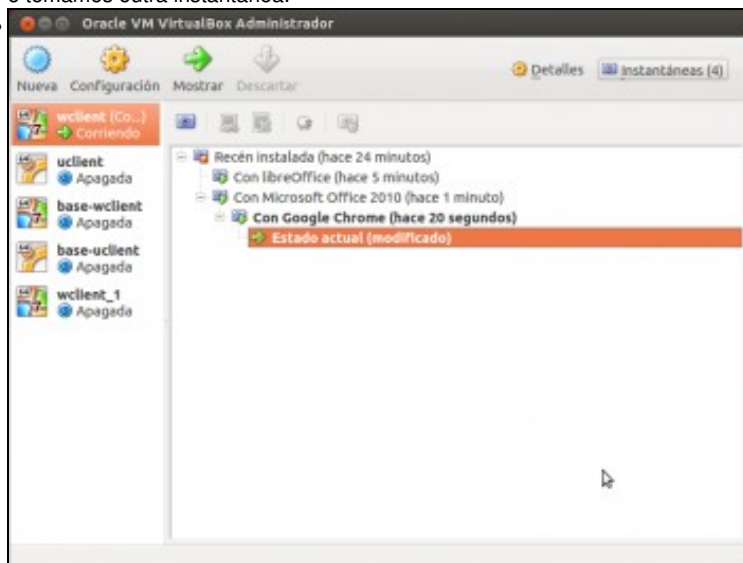 e tomamos outra instantánea.
Oracle VM VirtualBox Administrador
Nueva Configuración Mostrar Descartar Detalles Instantáneas (4)
wclient (Co...)
Corriendo
uclient
Apagada
base-wclient
Apagada
base-uclient
Apagada
wclient_1
Apagada
Recén instalada (hace 24 minutos)
Con libreOffice (hace 5 minutos)
Con Microsoft Office 2010 (hace 1 minuto)
Con Google Chrome (hace 20 segundos)
Estado actual (modificado)